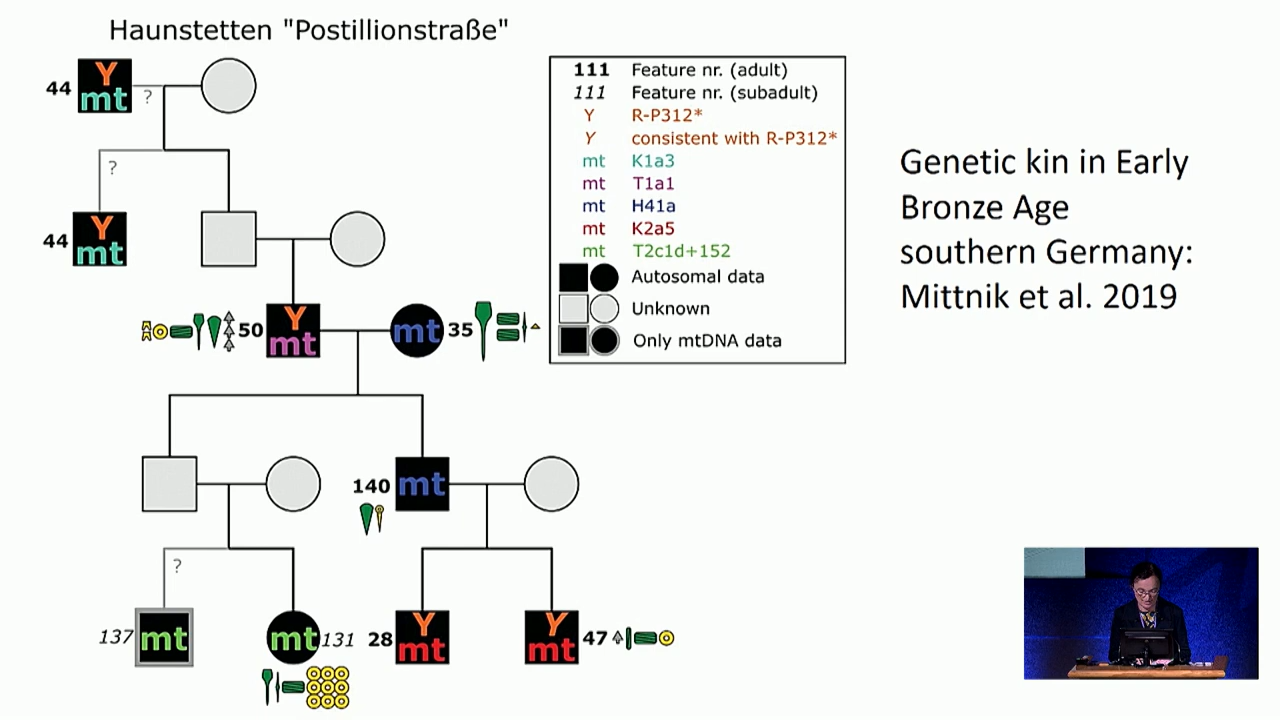 Haunstetten "Postillionstraße"
44 Y mt
?
111 Feature nr. (adult)
111 Feature nr. (subadult)
Y R-P312*
Y consistent with R-P312*
mt K1a3
mt T1a1
mt H41a
mt K2a5
mt T2c1d+152
Autosomal data
Unknown
Only mtDNA data
Genetic kin in Early
Bronze Age
southern Germany:
Mittnik et al. 2019
?
44 Y mt
50 Y mt
mt 35
140 mt
?
137 mt
mt 131
28 Y mt
Y mt 47